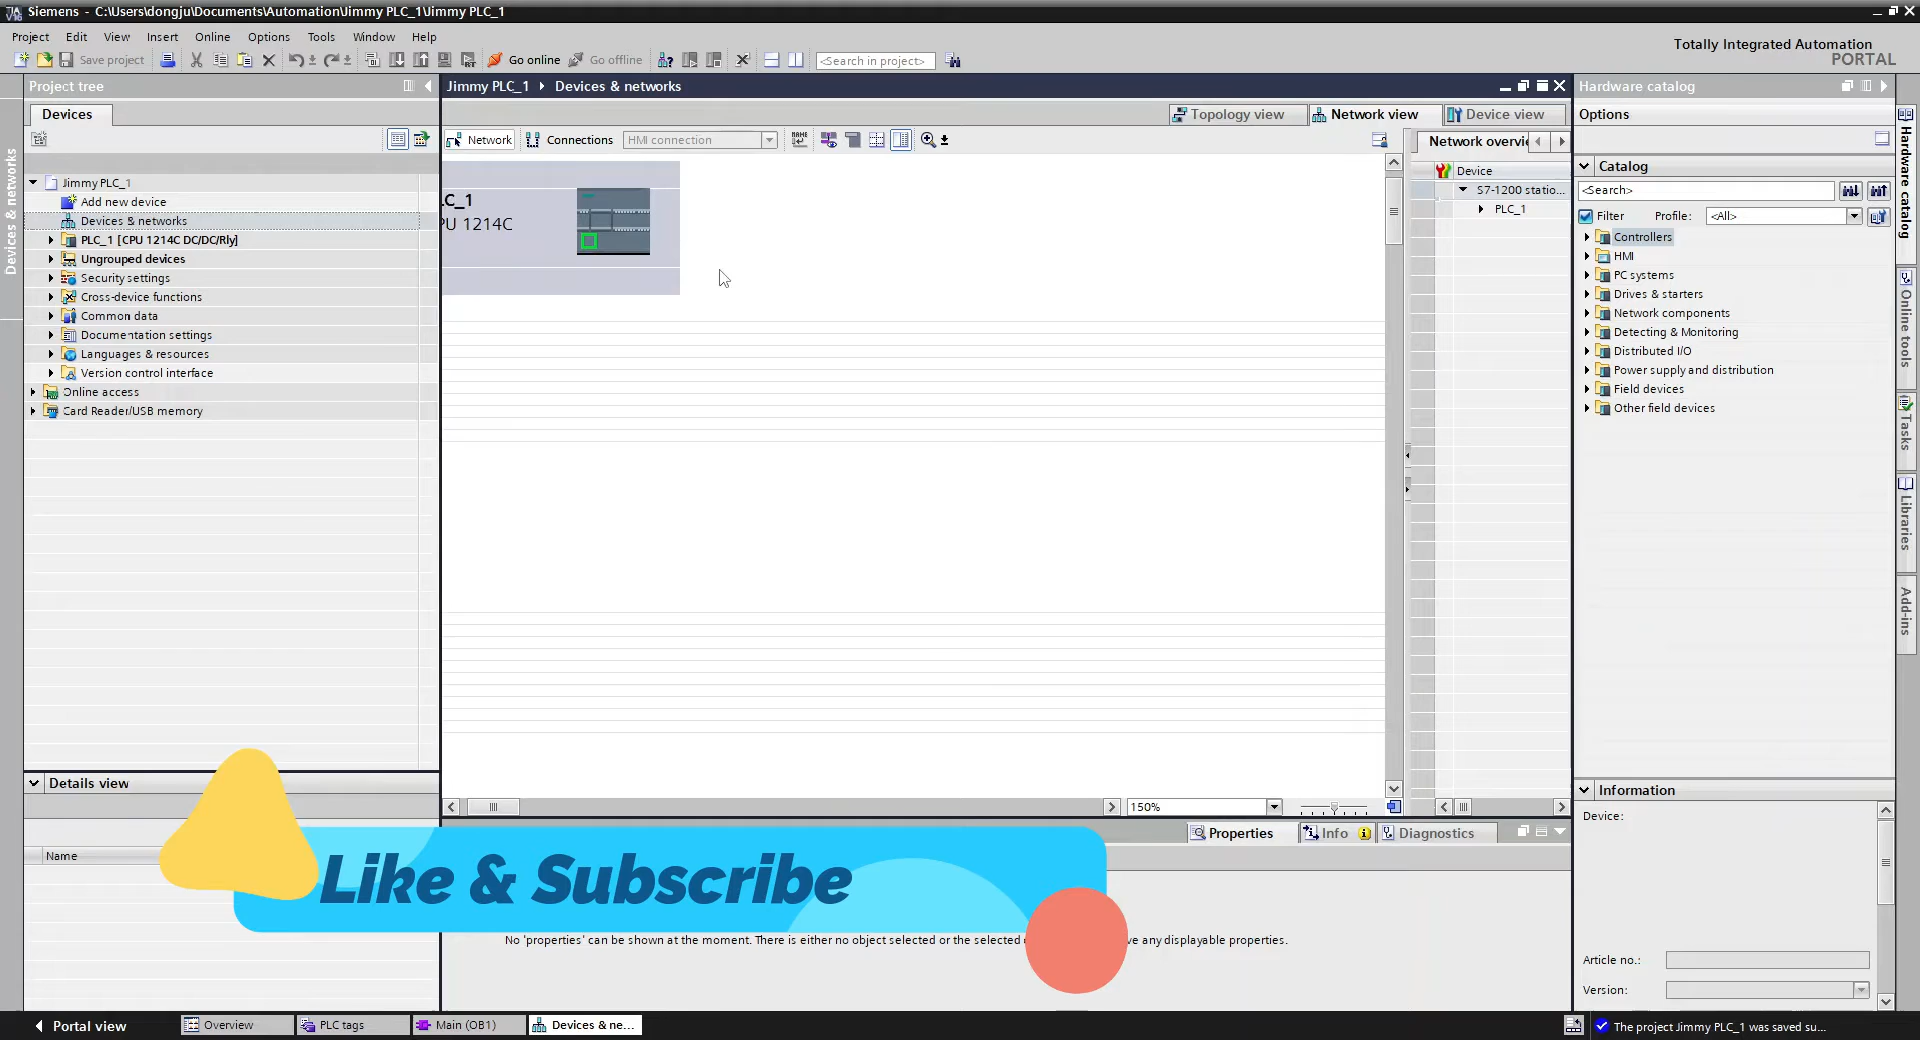 Siemens - C:\Users\dongju\Documents\Automation\Jimmy PLC_1\Jimmy PLC_1
Project Edit View Insert Online Options Tools Window Help
Totally Integrated Automation
PORTAL
Save project
Go online
Go offline
<Search in project>
Project tree
Devices
Devices & networks
Jimmy PLC_1
Add new device
Devices & networks
PLC_1 [CPU 1214C DC/DC/Rly]
Ungrouped devices
Security settings
Cross-device functions
Common data
Documentation settings
Languages & resources
Version control interface
Online access
Card Reader/USB memory
Details view
Name
Jimmy PLC_1 Devices & networks
Topology view
Network view
Device view
Network
Connections
HMI connection
LC_1
PU 1214C
Network overvie
Device
S7-1200 statio...
PLC_1
150%
Properties
Info
Diagnostics
No 'properties' can be shown at the moment. There is either no object selected or the selected
ve any displayable properties.
Like & Subscribe
Hardware catalog
Options
Catalog
<Search>
Filter
Profile:
<All>
Controllers
HMI
PC systems
Drives & starters
Network components
Detecting & Monitoring
Distributed I/O
Power supply and distribution
Field devices
Other field devices
Information
Device:
Article no.:
Version:
Hardware catalog
Online tools
Tasks
Libraries
Add-ins
Portal view
Overview
PLC tags
Main (OB1)
Devices & ne...
The project Jimmy PLC_1 was saved su...